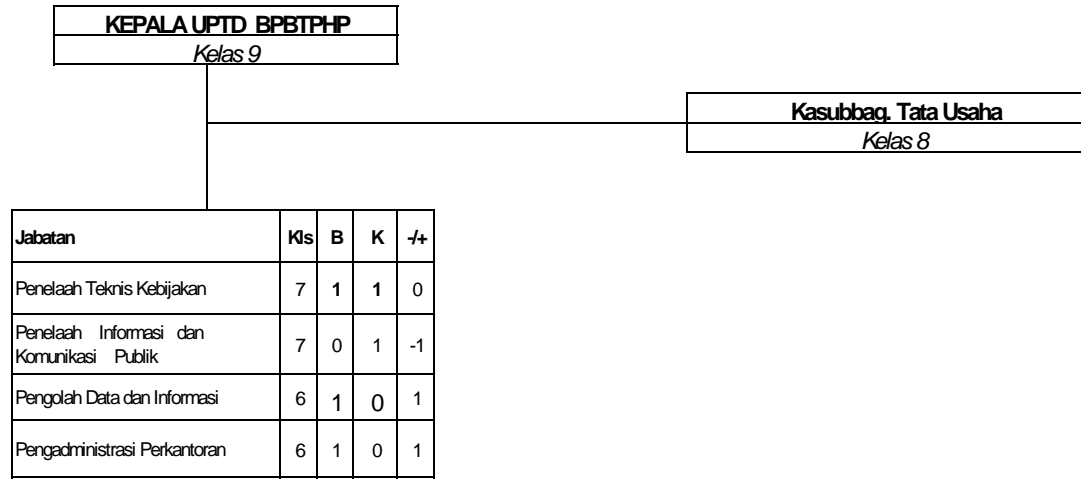 KEPALA UPTD BPBTPHP
Kelas 9
Kasubbag. Tata Usaha
Kelas 8
Jabatan Kls B K -/+
Penelaah Teknis Kebijakan 7 1 1 0
Penelaah Informasi dan
Komunikasi Publik 7 0 1 -1
Pengolah Data dan Informasi 6 1 0 1
Pengadministrasi Perkantoran 6 1 0 1